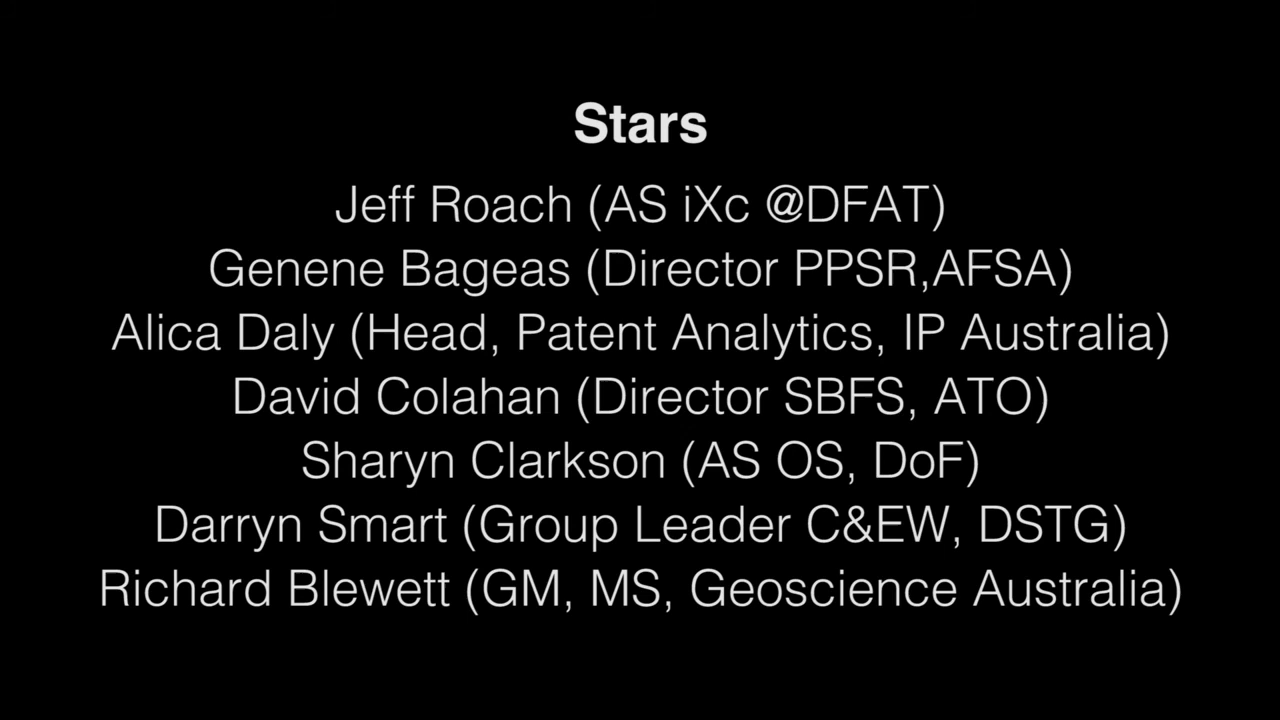 Stars
Jeff Roach (AS iXc @DFAT)
Genene Bageas (Director PPSR,AFSA)
Alica Daly (Head, Patent Analytics, IP Australia)
David Colahan (Director SBFS, ATO)
Sharyn Clarkson (AS OS, DoF)
Darryn Smart (Group Leader C&EW, DSTG)
Richard Blewett (GM, MS, Geoscience Australia)